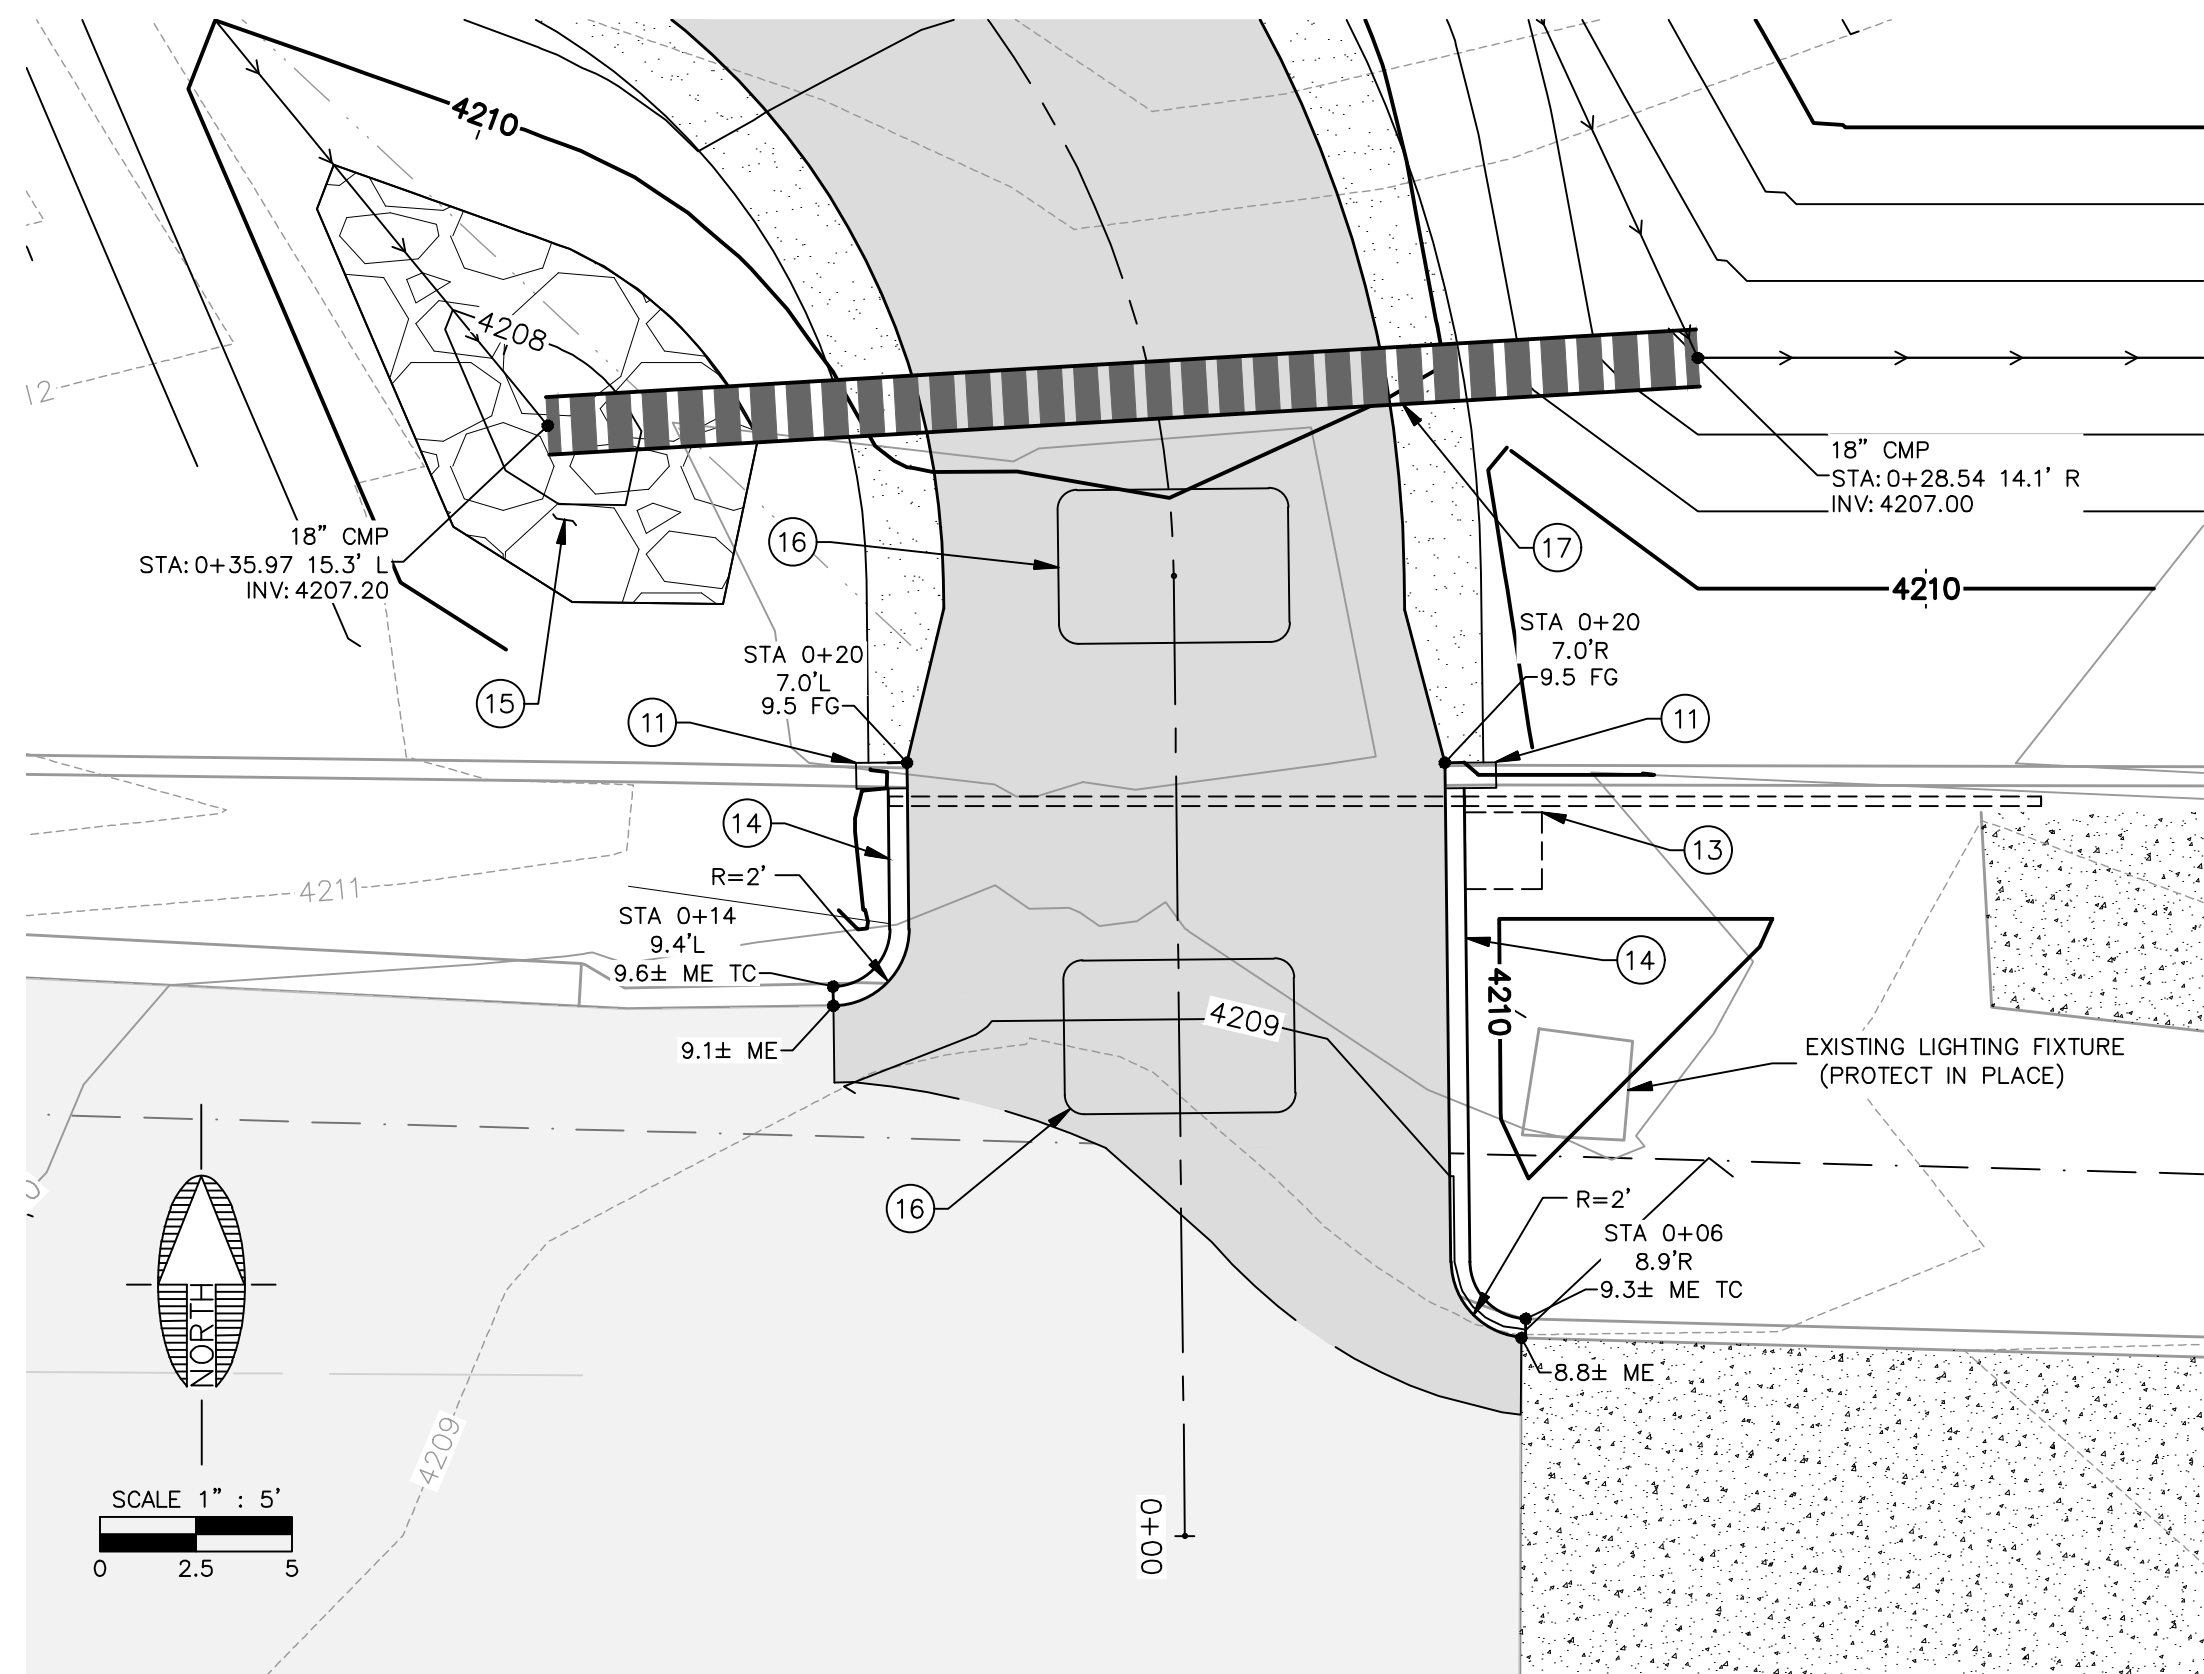 4210
4208
12
18" CMP
STA: 0+35.97 15.3' L
INV: 4207.20
18" CMP
STA: 0+28.54 14.1' R
INV: 4207.00
16
17
4210
STA 0+20
7.0'L
9.5 FG
STA 0+20
7.0'R
9.5 FG
15
11
11
14
13
R=2'
4211
STA 0+14
9.4'L
9.6± ME TC
14
4210
4209
9.1± ME
EXISTING LIGHTING FIXTURE
(PROTECT IN PLACE)
16
R=2'
STA 0+06
8.9'R
9.3± ME TC
8.8± ME
NORTH
4209
SCALE 1" : 5'
0 2.5 5
0+00